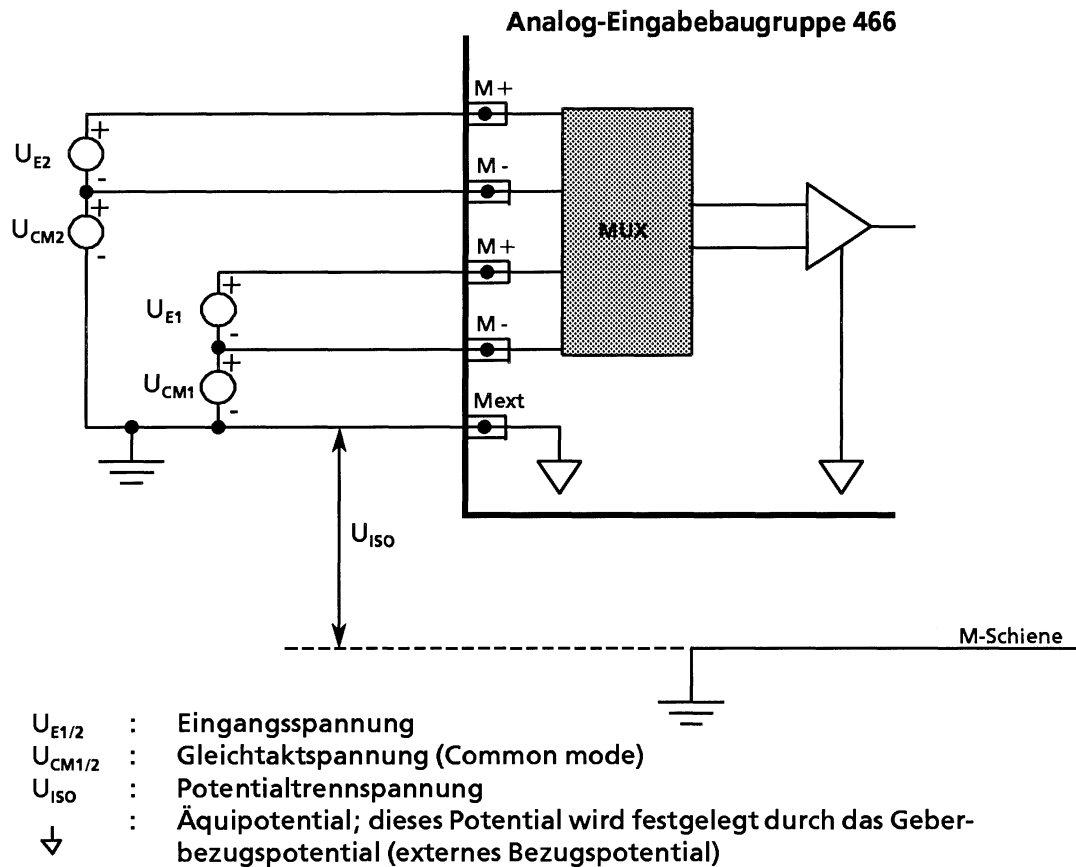 Analog-Eingabebaugruppe 466
M +
+
U_E2
-
M -
+
U_CM2
-
MUX
M +
+
U_E1
-
M -
+
U_CM1
-
Mext
U_ISO
M-Schiene
U_E1/2 : Eingangsspannung
U_CM1/2 : Gleichtaktspannung (Common mode)
U_ISO : Potentialtrennspannung
: Äquipotential; dieses Potential wird festgelegt durch das Geber-
bezugspotential (externes Bezugspotential)